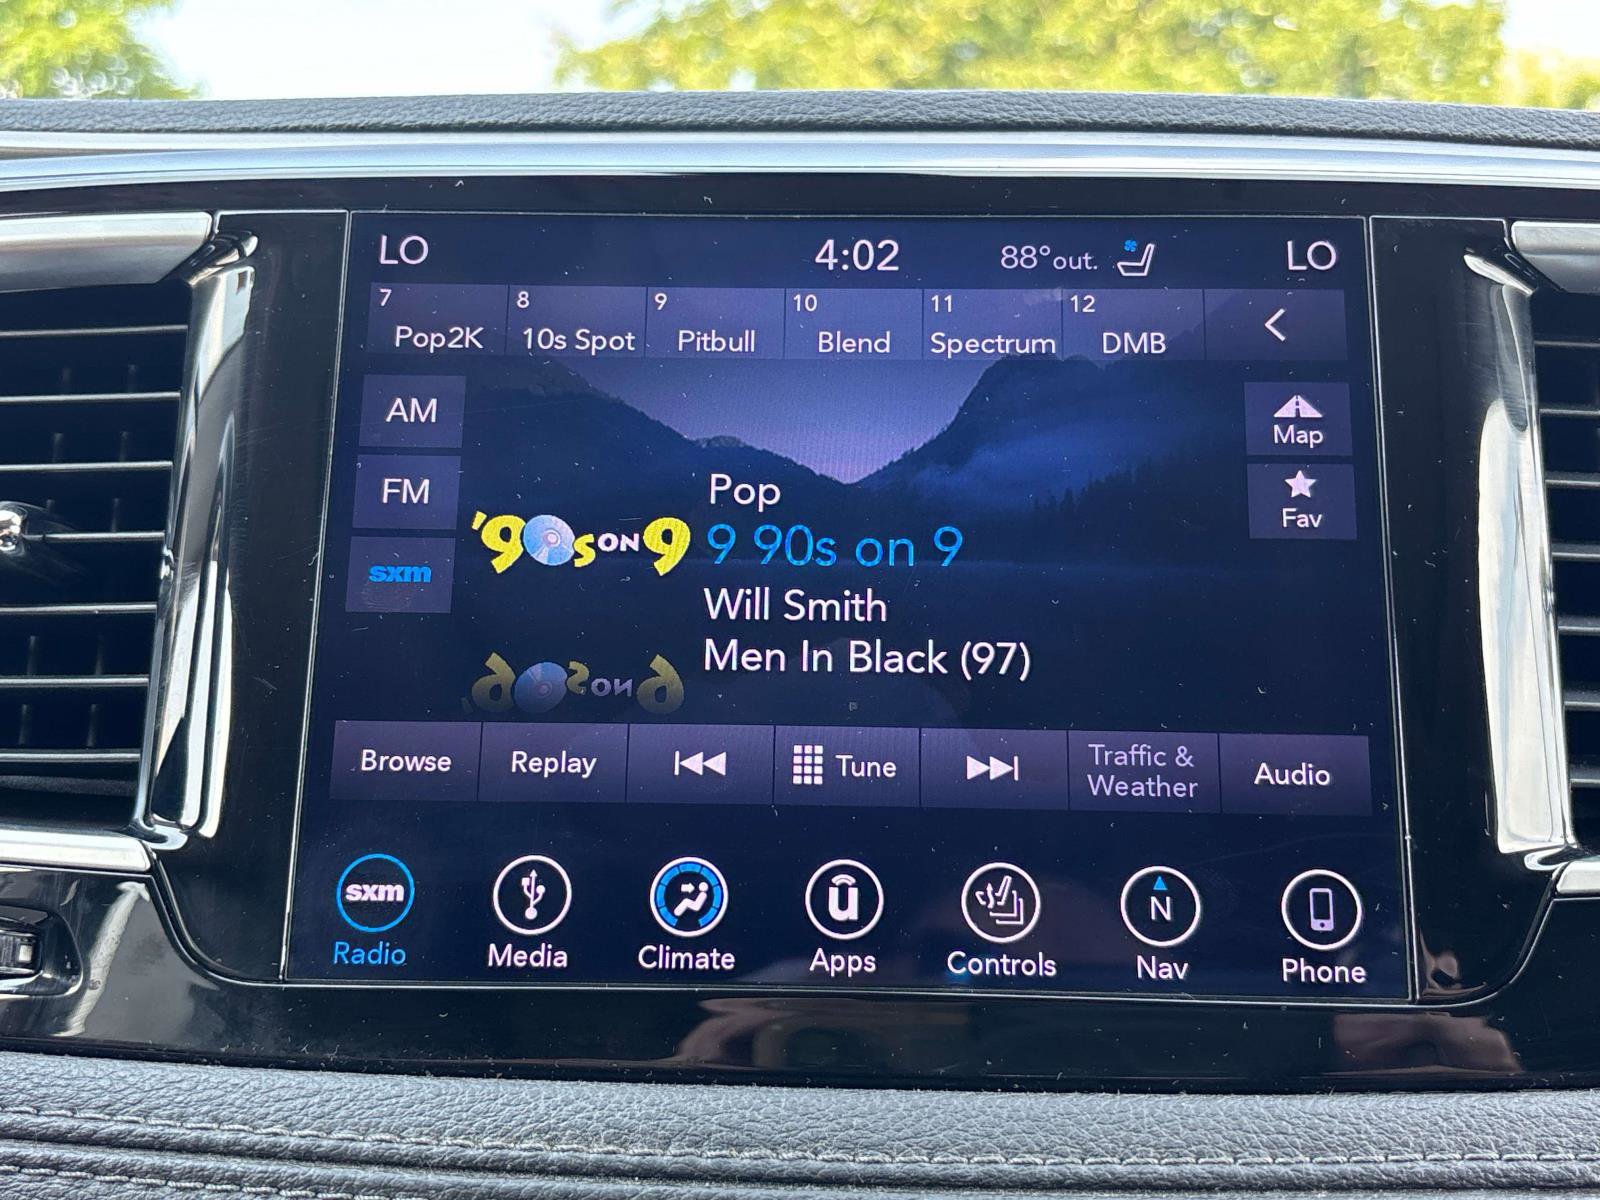 LO 4:02 88°out. LO
7 8 9 10 11 12
Pop2K 10s Spot Pitbull Blend Spectrum DMB
AM
Map
FM
Fav
sxm
Pop
'90s ON 9
9 90s on 9
Will Smith
Men In Black (97)
Browse Replay Tune Traffic & Weather Audio
sxm u N
Radio Media Climate Apps Controls Nav Phone